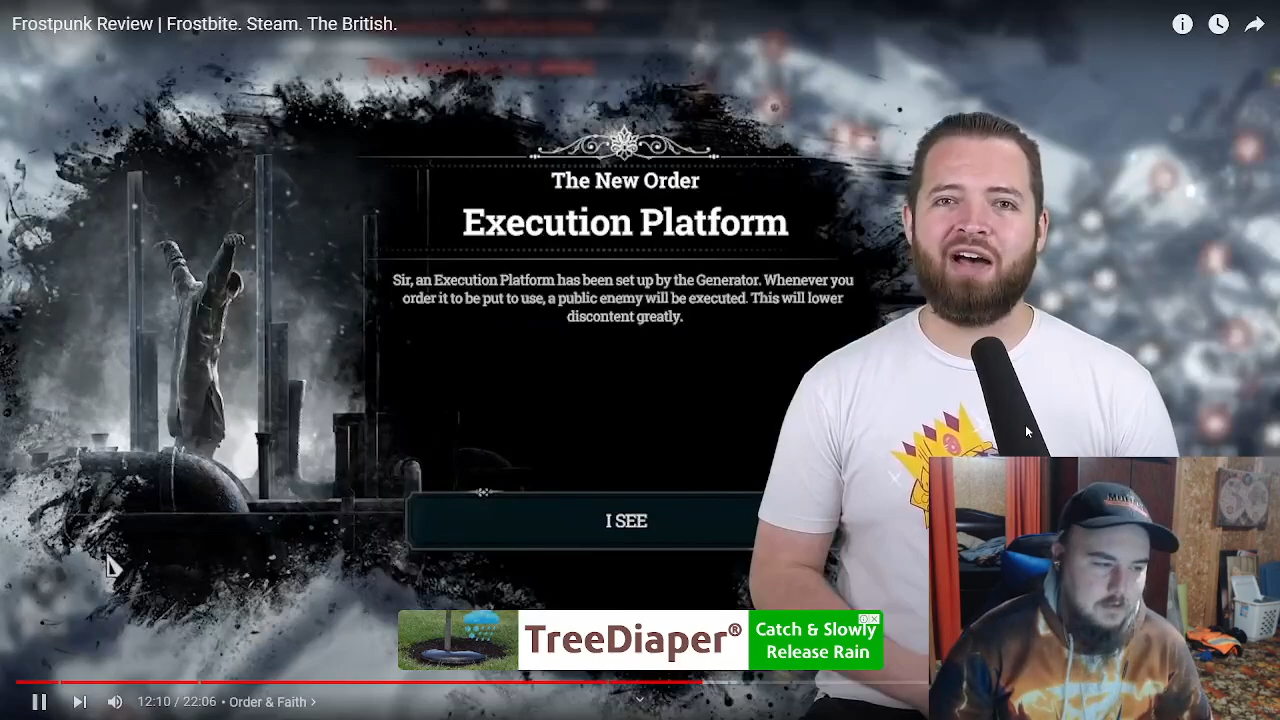 Frostpunk Review | Frostbite. Steam. The British.
The New Order
Execution Platform
Sir, an Execution Platform has been set up by the Generator. Whenever you
order it to be put to use, a public enemy will be executed. This will lower
discontent greatly.
I SEE
TreeDiaper®
Catch & Slowly
Release Rain
12:10 / 22:06 • Order & Faith >